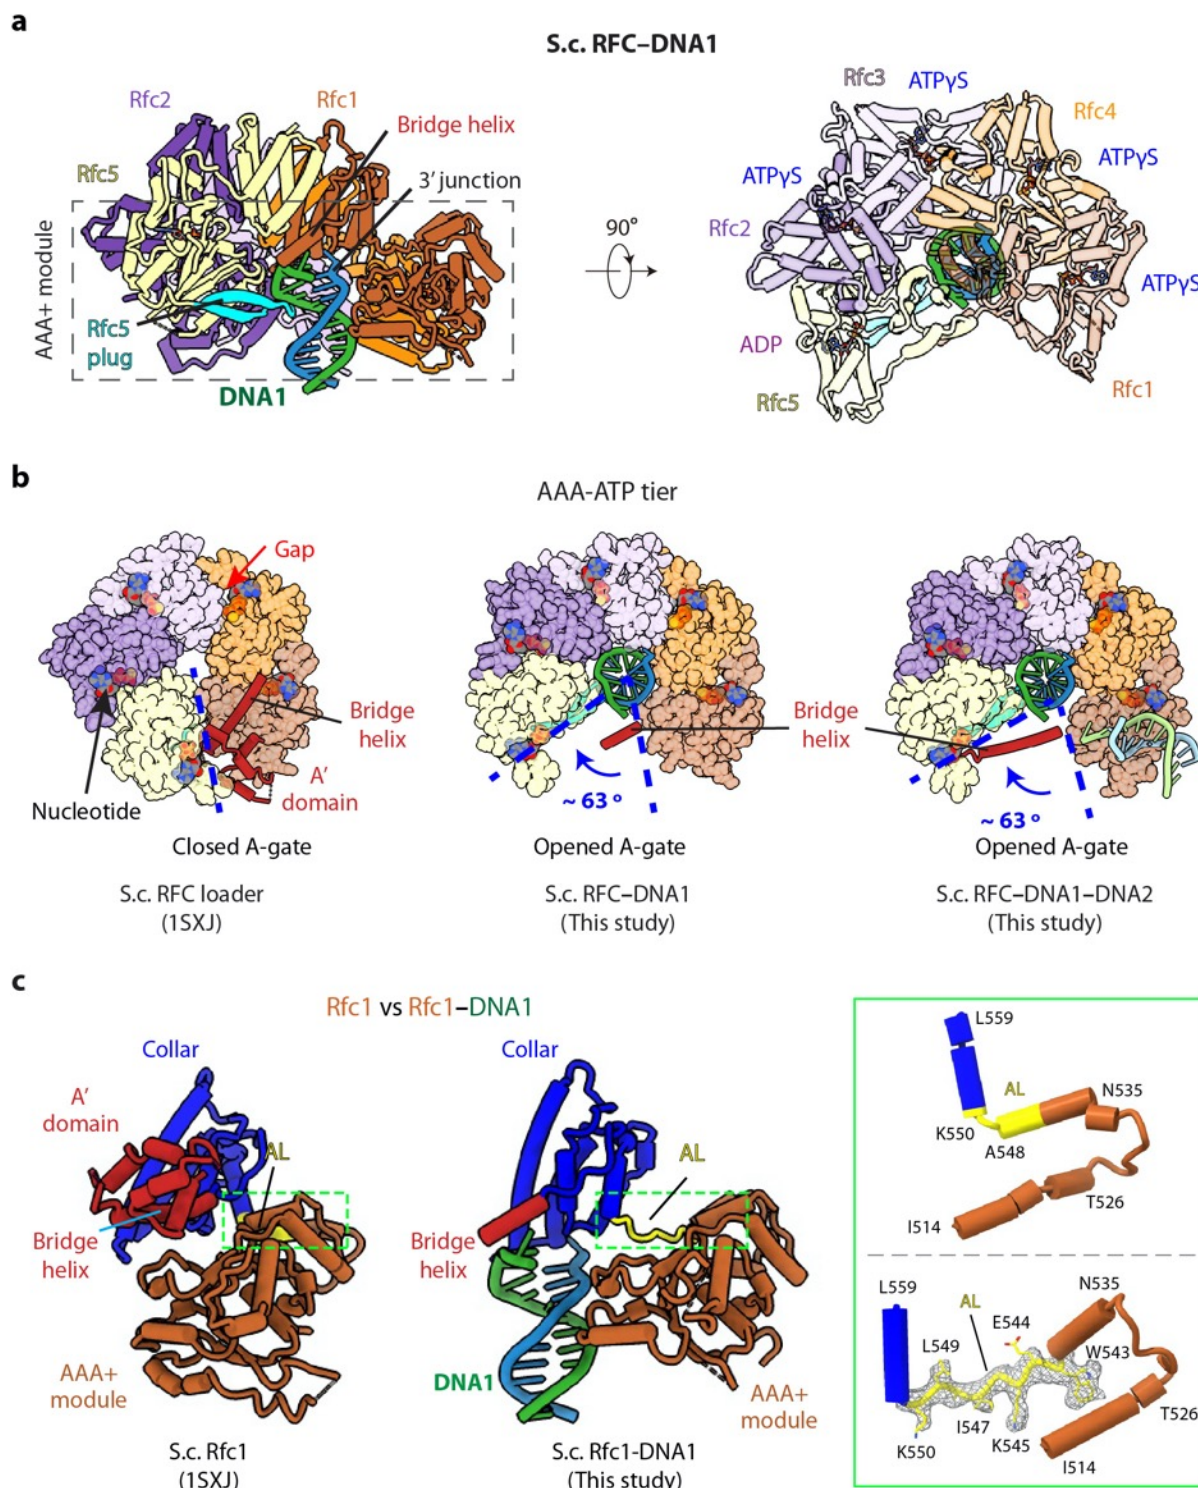 a
S.c. RFC–DNA1
Rfc2
Rfc1
Bridge helix
Rfc5
3′ junction
AAA+ module
Rfc5
plug
DNA1
90°
Rfc3
ATPγS
Rfc4
ATPγS
ATPγS
Rfc2
ATPγS
ADP
Rfc5
Rfc1
b
AAA-ATP tier
Gap
Bridge
helix
A′
domain
Nucleotide
Closed A-gate
S.c. RFC loader
(1SXJ)
~ 63 °
Opened A-gate
S.c. RFC–DNA1
(This study)
Bridge
helix
~ 63 °
Opened A-gate
S.c. RFC–DNA1–DNA2
(This study)
c
Rfc1 vs Rfc1–DNA1
Collar
A′
domain
AL
Bridge
helix
AAA+
module
S.c. Rfc1
(1SXJ)
Collar
AL
Bridge
helix
DNA1
AAA+
module
S.c. Rfc1-DNA1
(This study)
L559
AL
N535
K550
A548
T526
I514
L559
AL
N535
E544
L549
W543
I547
T526
K550
K545
I514